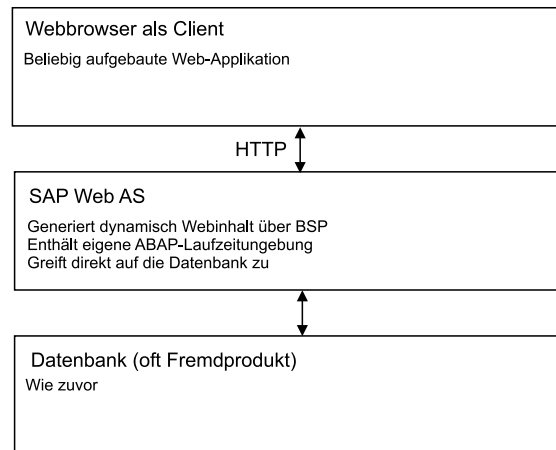 Webbrowser als Client
Beliebig aufgebaute Web-Applikation
HTTP
SAP Web AS
Generiert dynamisch Webinhalt über BSP
Enthält eigene ABAP-Laufzeitungebung
Greift direkt auf die Datenbank zu
Datenbank (oft Fremdprodukt)
Wie zuvor